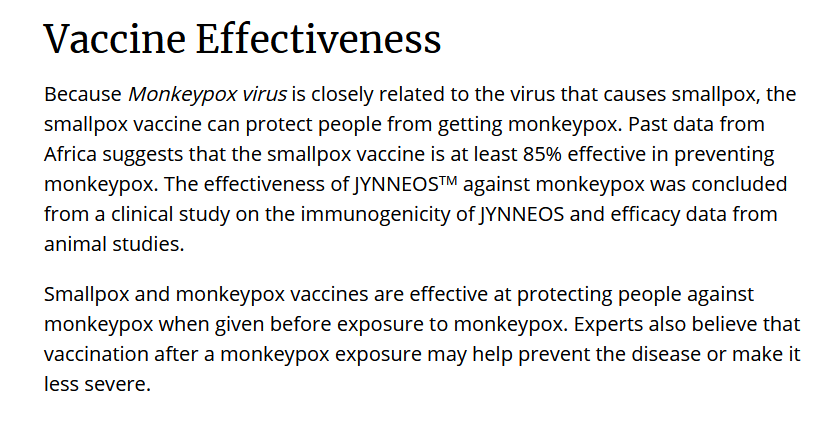 Vaccine Effectiveness
Because Monkeypox virus is closely related to the virus that causes smallpox, the
smallpox vaccine can protect people from getting monkeypox. Past data from
Africa suggests that the smallpox vaccine is at least 85% effective in preventing
monkeypox. The effectiveness of JYNNEOS™ against monkeypox was concluded
from a clinical study on the immunogenicity of JYNNEOS and efficacy data from
animal studies.
Smallpox and monkeypox vaccines are effective at protecting people against
monkeypox when given before exposure to monkeypox. Experts also believe that
vaccination after a monkeypox exposure may help prevent the disease or make it
less severe.